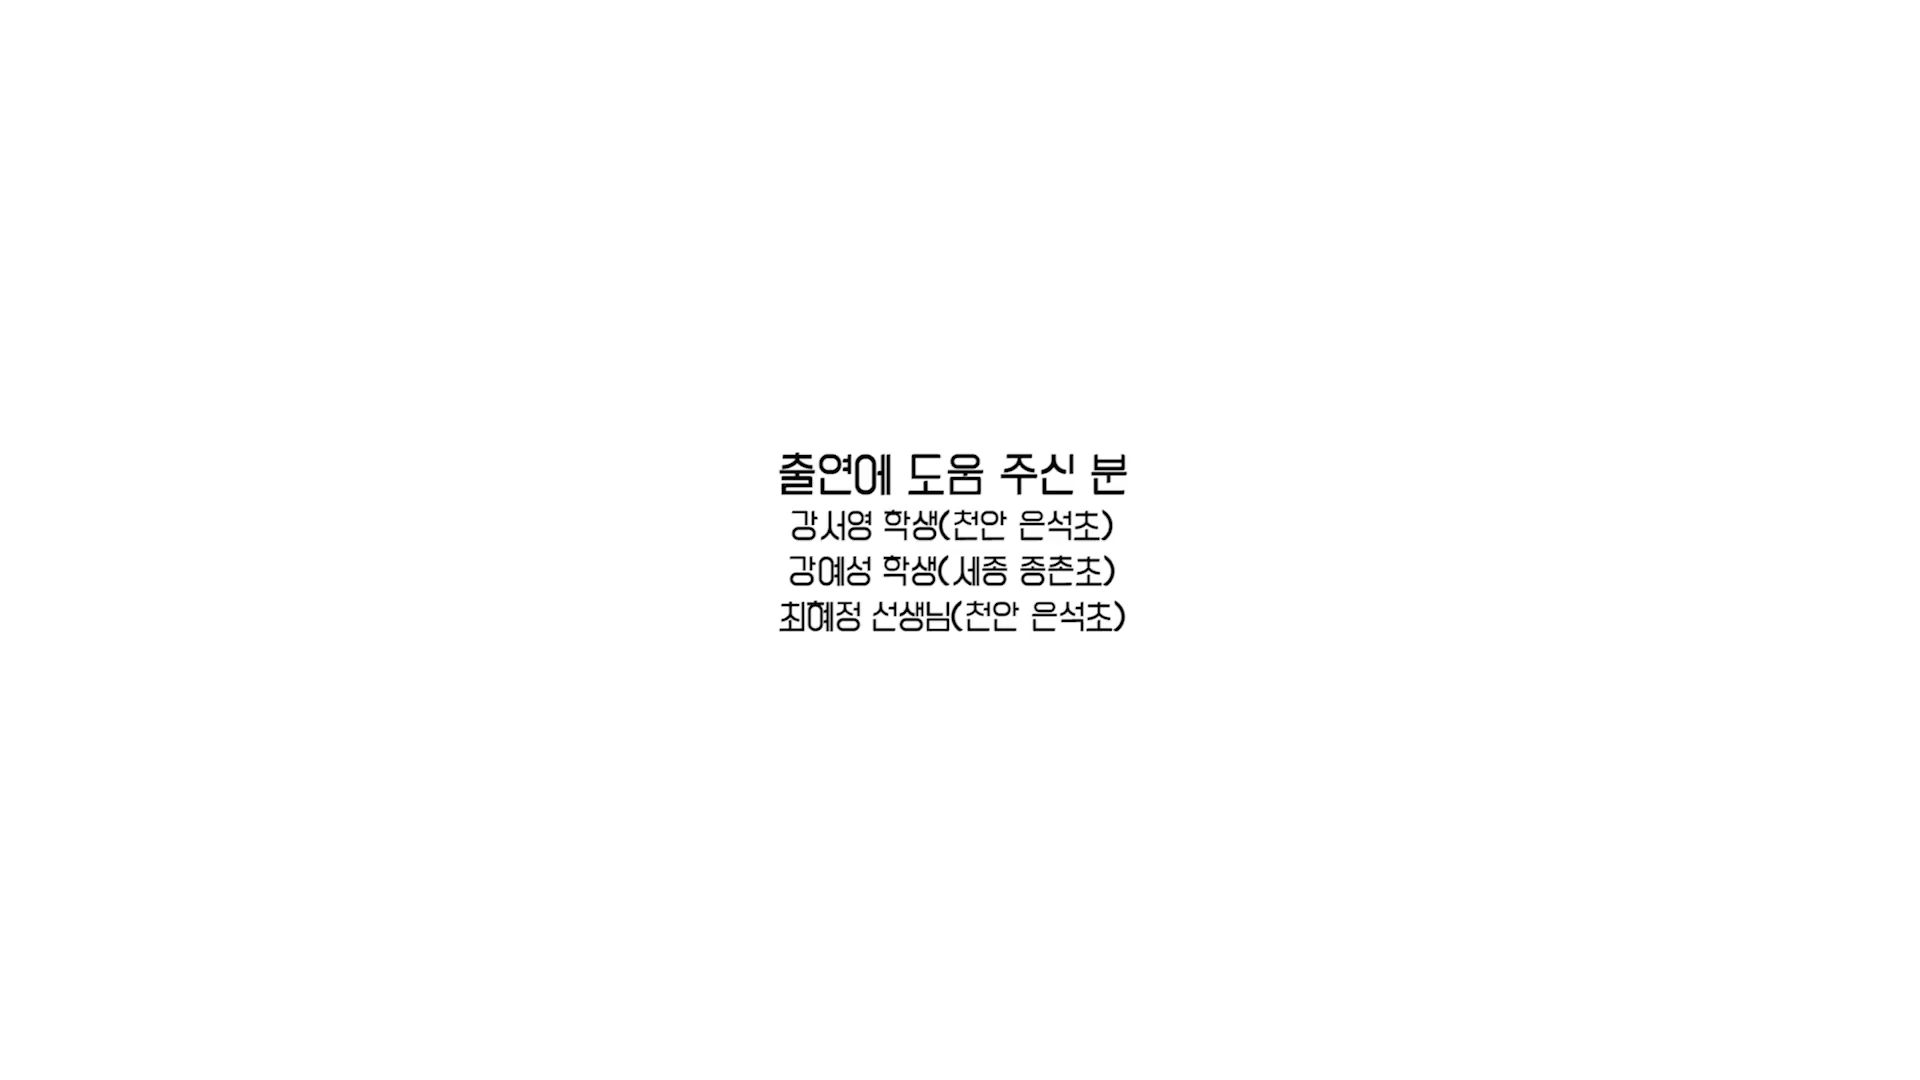 출연에 도움 주신 분
강서영 학생(천안 은석초)
강예성 학생(세종 종촌초)
최혜정 선생님(천안 은석초)